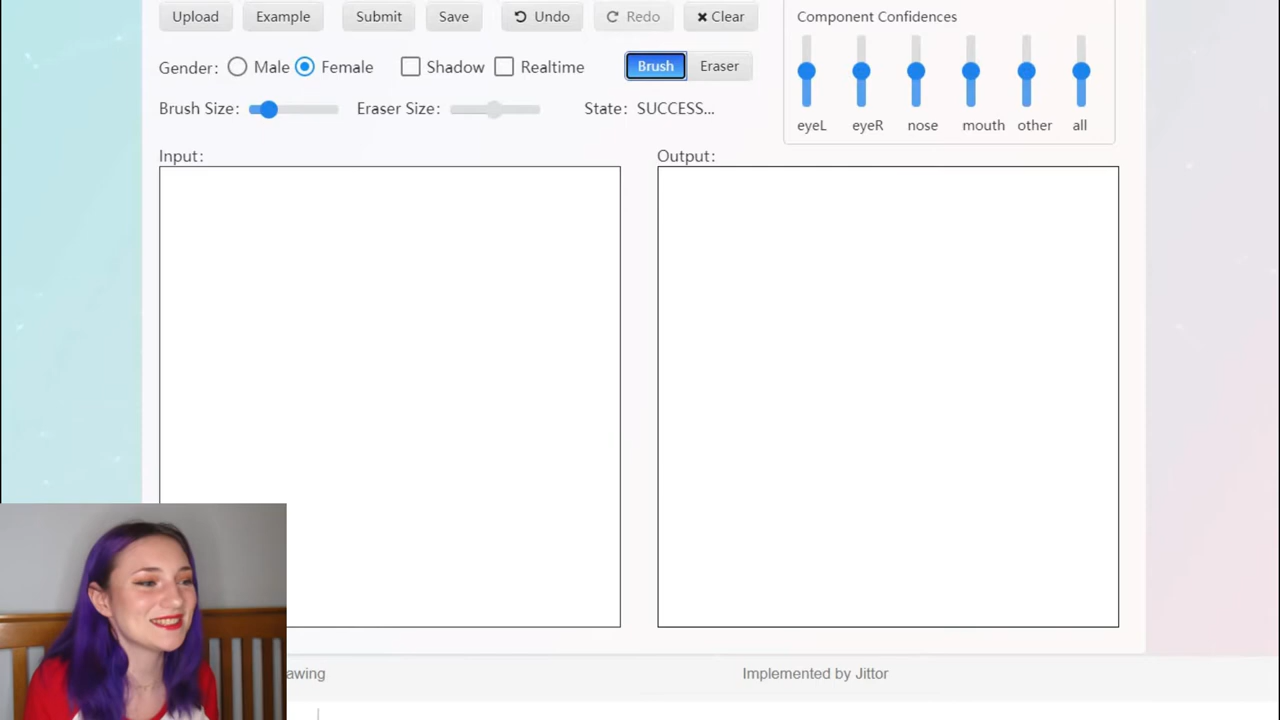 Upload Example Submit Save Undo Redo Clear
Component Confidences
Gender: Male Female Shadow Realtime Brush Eraser
Brush Size: Eraser Size: State: SUCCESS...
eyeL eyeR nose mouth other all
Input: Output:
awing Implemented by Jittor